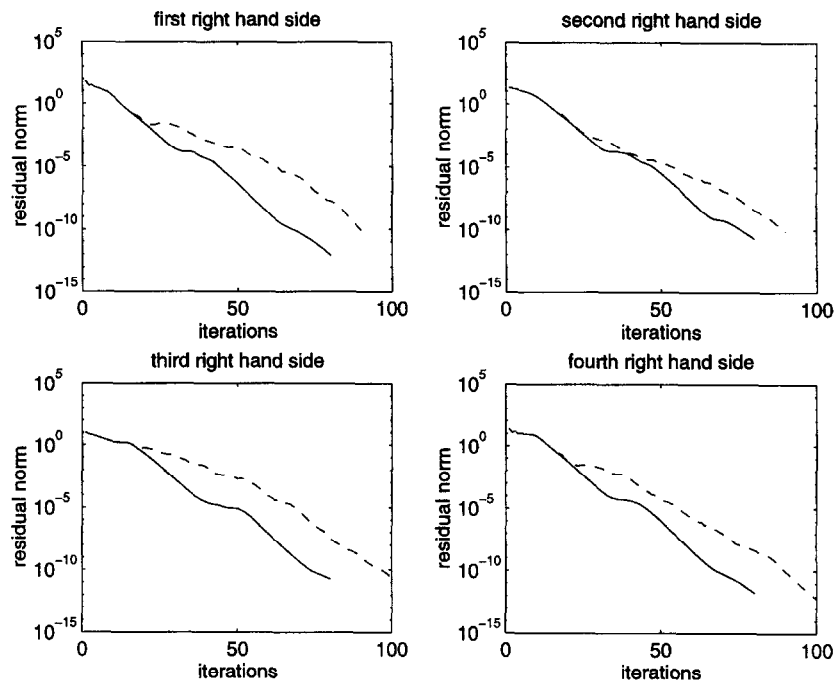 first right hand side
10^5
10^0
10^-5
10^-10
10^-15
residual norm
0 50 100
iterations
second right hand side
10^5
10^0
10^-5
10^-10
10^-15
residual norm
0 50 100
iterations
third right hand side
10^5
10^0
10^-5
10^-10
10^-15
residual norm
0 50 100
iterations
fourth right hand side
10^5
10^0
10^-5
10^-10
10^-15
residual norm
0 50 100
iterations